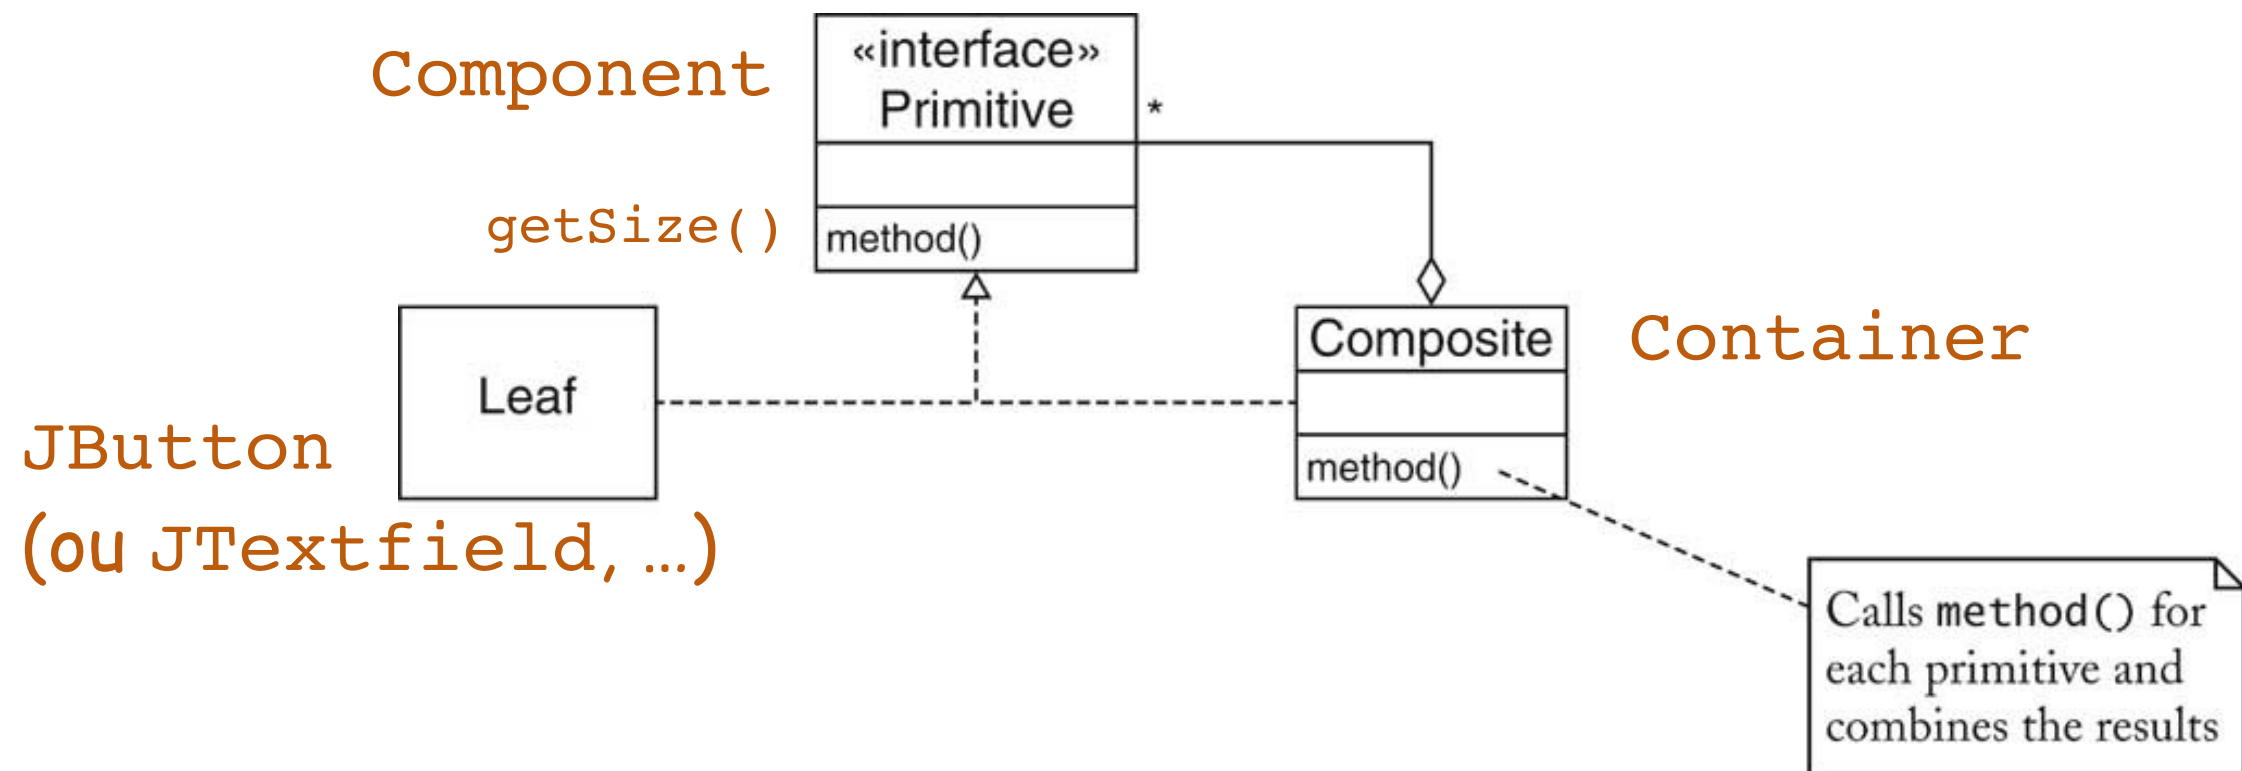 Component
«interface»
Primitive
*
getSize()
method()
Leaf
Composite
Container
method()
JButton
(ou JTextfield, …)
Calls method() for
each primitive and
combines the results